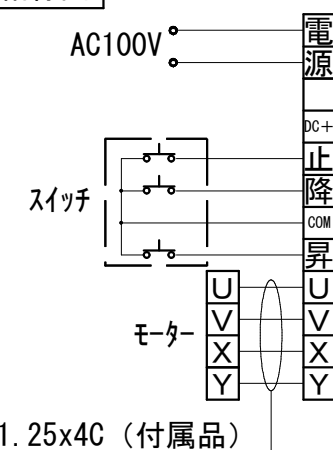 AC100V
電
源
DC+
止
降
COM
昇
スイッチ
モーター
U U
V V
X X
Y Y
1.25x4C（付属品）